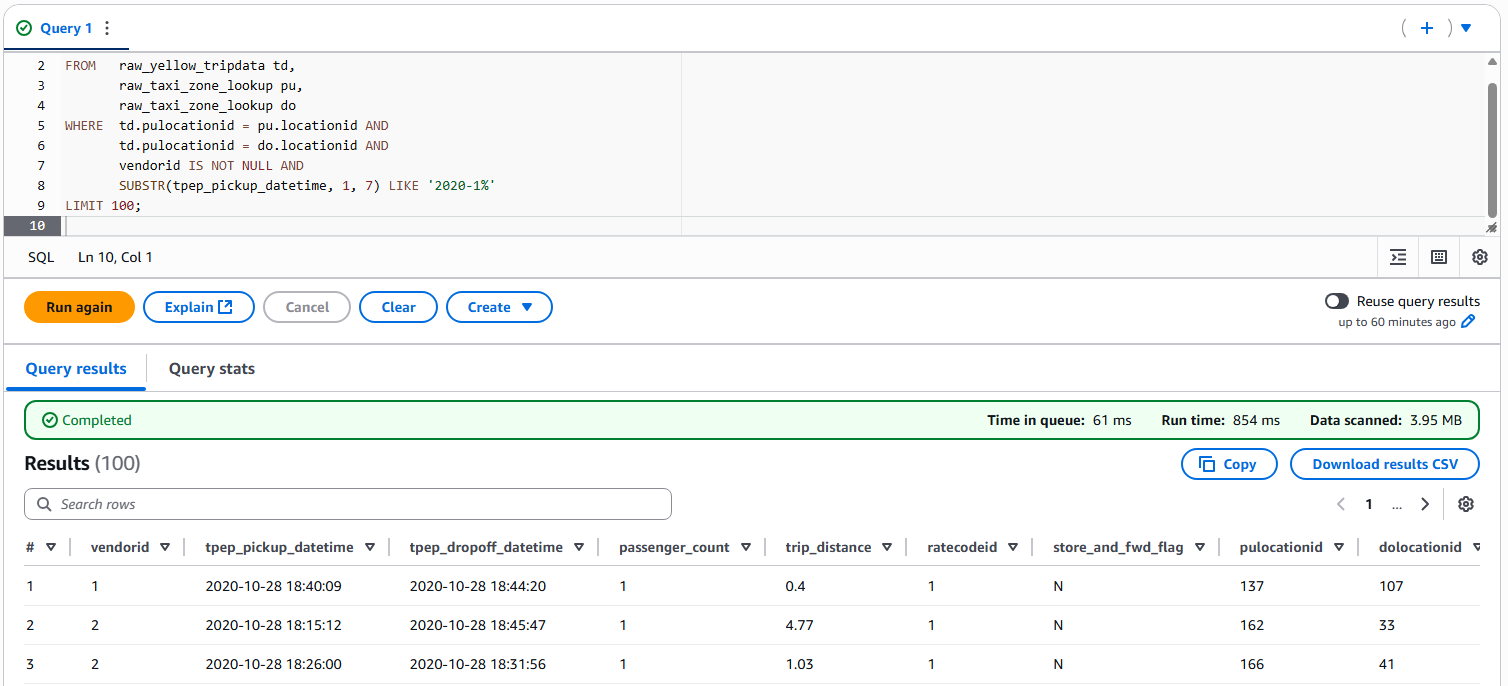 Query 1
( + )
2 FROM raw_yellow_tripdata td,
3 raw_taxi_zone_lookup pu,
4 raw_taxi_zone_lookup do
5 WHERE td.pulocationid = pu.locationid AND
6 td.pulocationid = do.locationid AND
7 vendorid IS NOT NULL AND
8 SUBSTR(tpep_pickup_datetime, 1, 7) LIKE '2020-1%'
9 LIMIT 100;
10
SQL Ln 10, Col 1
Run again Explain Cancel Clear Create Reuse query results
up to 60 minutes ago
Query results Query stats
Completed Time in queue: 61 ms Run time: 854 ms Data scanned: 3.95 MB
Results (100) Copy Download results CSV
Search rows 1 ...
# vendorid tpep_pickup_datetime tpep_dropoff_datetime passenger_count trip_distance ratecodeid store_and_fwd_flag pulocationid dolocationid
1 1 2020-10-28 18:40:09 2020-10-28 18:44:20 1 0.4 1 N 137 107
2 2 2020-10-28 18:15:12 2020-10-28 18:45:47 1 4.77 1 N 162 33
3 2 2020-10-28 18:26:00 2020-10-28 18:31:56 1 1.03 1 N 166 41